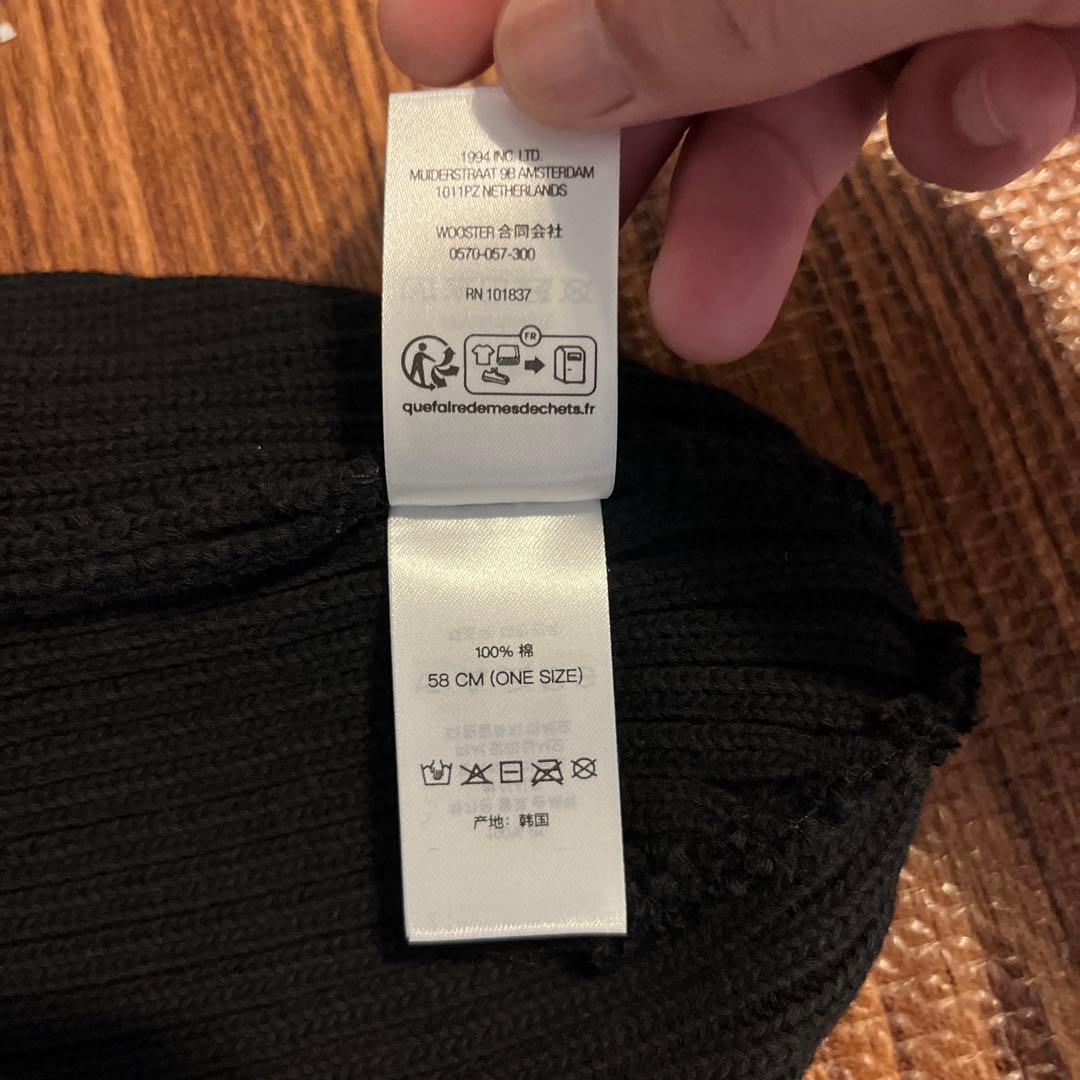 1994 INC. LTD.
MUIDERSTRAAT 9B AMSTERDAM
1011PZ NETHERLANDS
WOOSTER 合同会社
0570-057-300
RN 101837
FR
quefairedemesdechets.fr
100% 棉
58 CM (ONE SIZE)
产地: 韩国